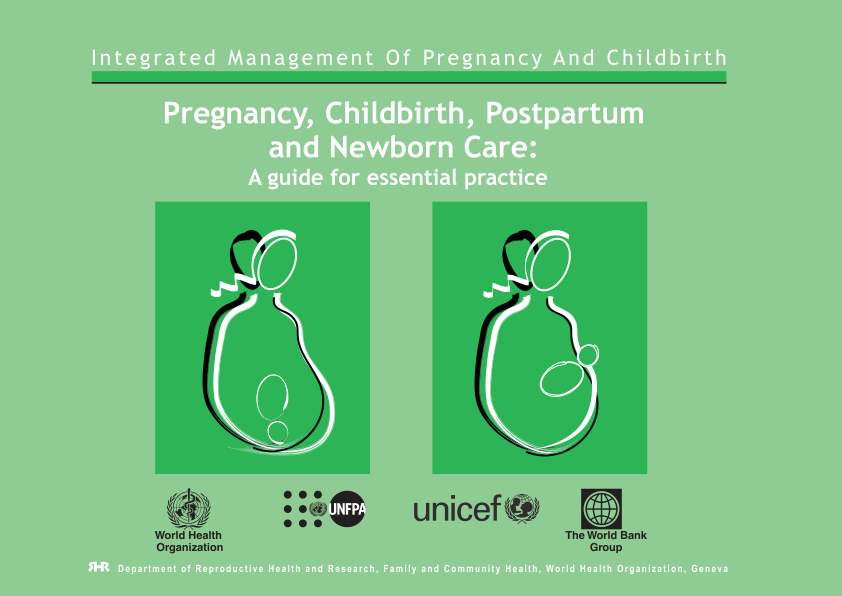 Integrated Management Of Pregnancy And Childbirth
Pregnancy, Childbirth, Postpartum
and Newborn Care:
A guide for essential practice
World Health
Organization
UNFPA
unicef
The World Bank
Group
RHR Department of Reproductive Health and Research, Family and Community Health, World Health Organization, Geneva